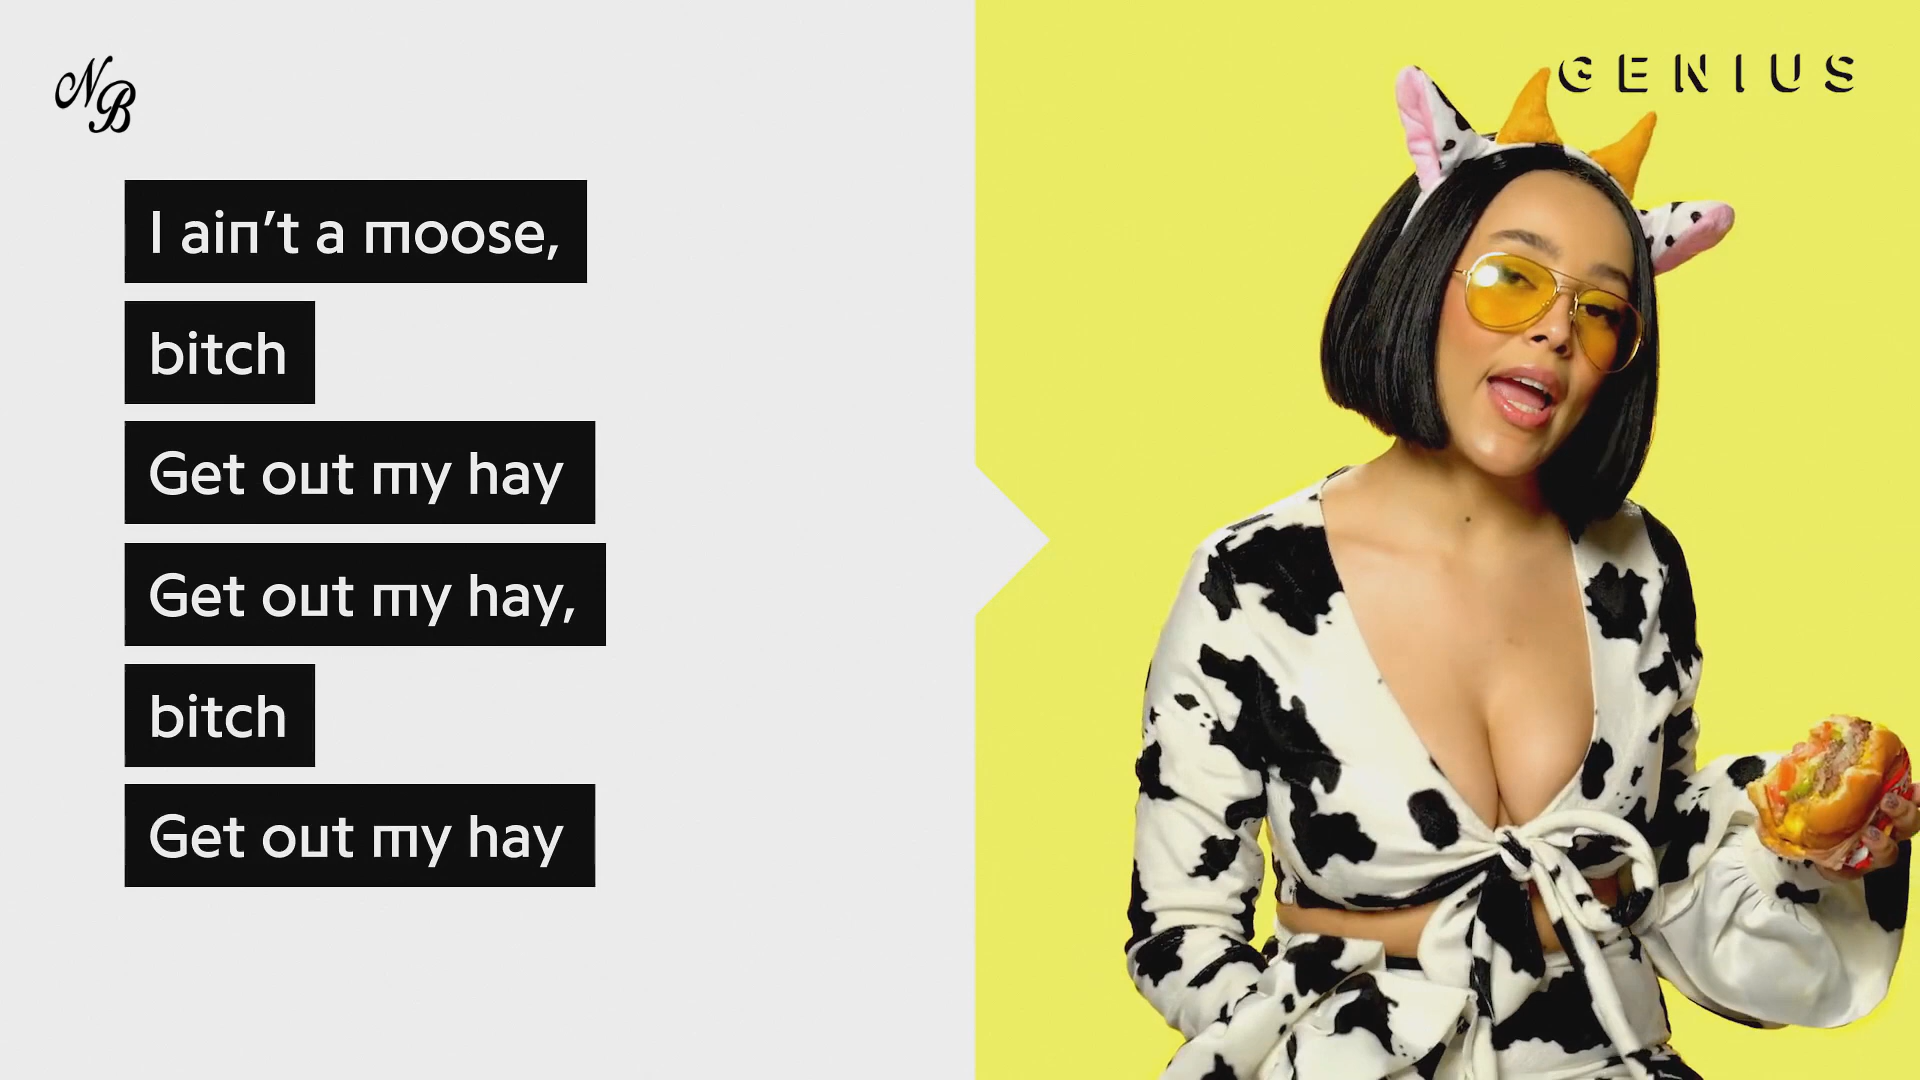 NB
GENIUS
I ain't a moose,
bitch
Get out my hay
Get out my hay,
bitch
Get out my hay